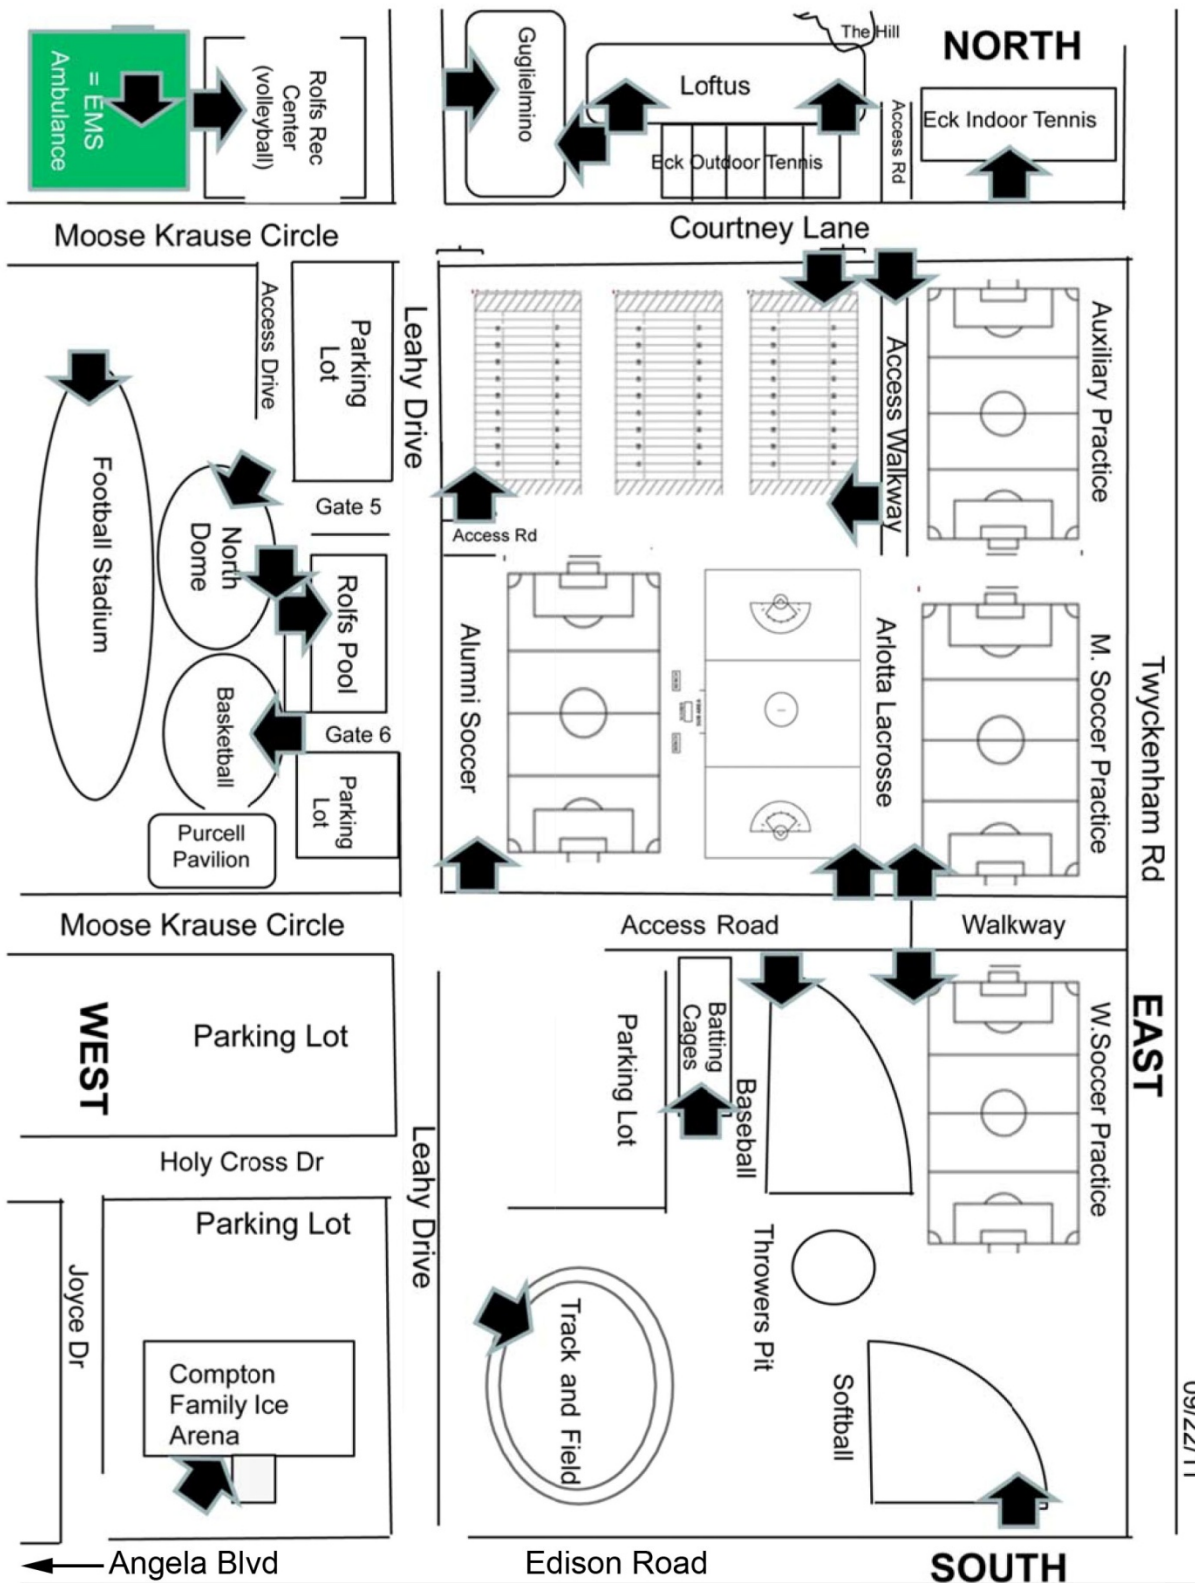 NORTH
The Hill
Guglielmino
Loftus
Eck Indoor Tennis
Access Rd
Eck Outdoor Tennis
= EMS
Ambulance
Rolfs Rec
Center
(volleyball)
Moose Krause Circle
Courtney Lane
Access Drive
Parking
Lot
Leahy Drive
Access Walkway
Auxiliary Practice
Football Stadium
North
Dome
Gate 5
Access Rd
Rolfs Pool
Alumni Soccer
Arlotta Lacrosse
M. Soccer Practice
Twyckenham Rd
Basketball
Gate 6
Parking
Lot
Purcell
Pavilion
Moose Krause Circle
Access Road
Walkway
WEST
Parking Lot
Parking Lot
Batting
Cages
Baseball
W.Soccer Practice
EAST
Holy Cross Dr
Parking Lot
Leahy Drive
Joyce Dr
Throwers Pit
Track and Field
Compton
Family Ice
Arena
Softball
09/22/11
Angela Blvd
Edison Road
SOUTH